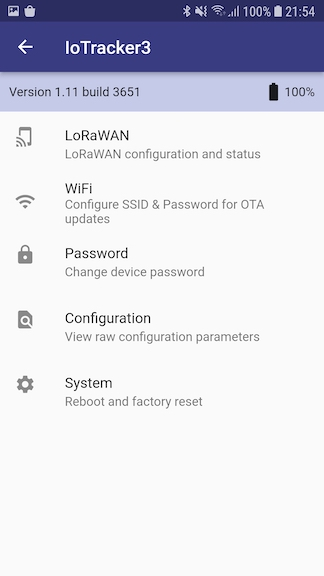 100% 21:54
IoTracker3
Version 1.11 build 3651 100%
LoRaWAN
LoRaWAN configuration and status
WiFi
Configure SSID & Password for OTA
updates
Password
Change device password
Configuration
View raw configuration parameters
System
Reboot and factory reset